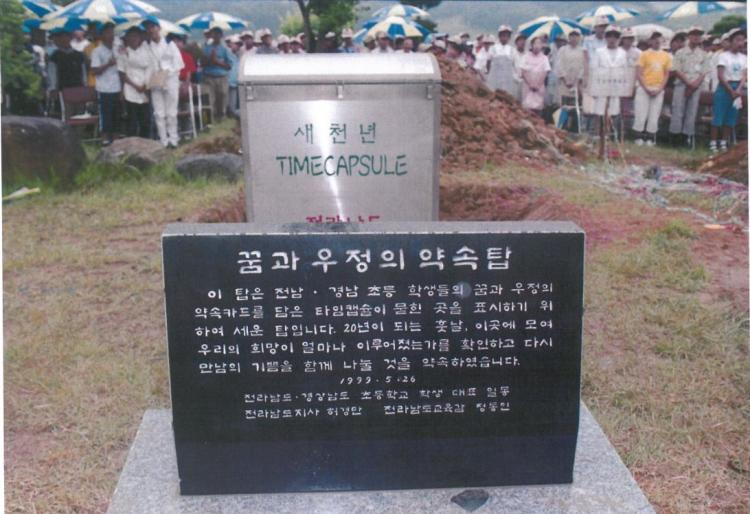 새천년
TIMECAPSULE
전라남도
꿈과 우정의 약속탑
이 탑은 전남 · 경남 초등 학생들의 꿈과 우정의
약속카드를 담은 타임캡슐이 묻힌 곳을 표시하기 위
하여 세운 탑입니다. 20년이 되는 훗날, 이곳에 모여
우리의 희망이 얼마나 이루어졌는가를 확인하고 다시
만남의 기쁨을 함께 나눌 것을 약속하였습니다.
1999. 5. 26
전라남도 · 경상남도 초등학교 학생 대표 일동
전라남도지사 허경만 전라남도교육감 정동인